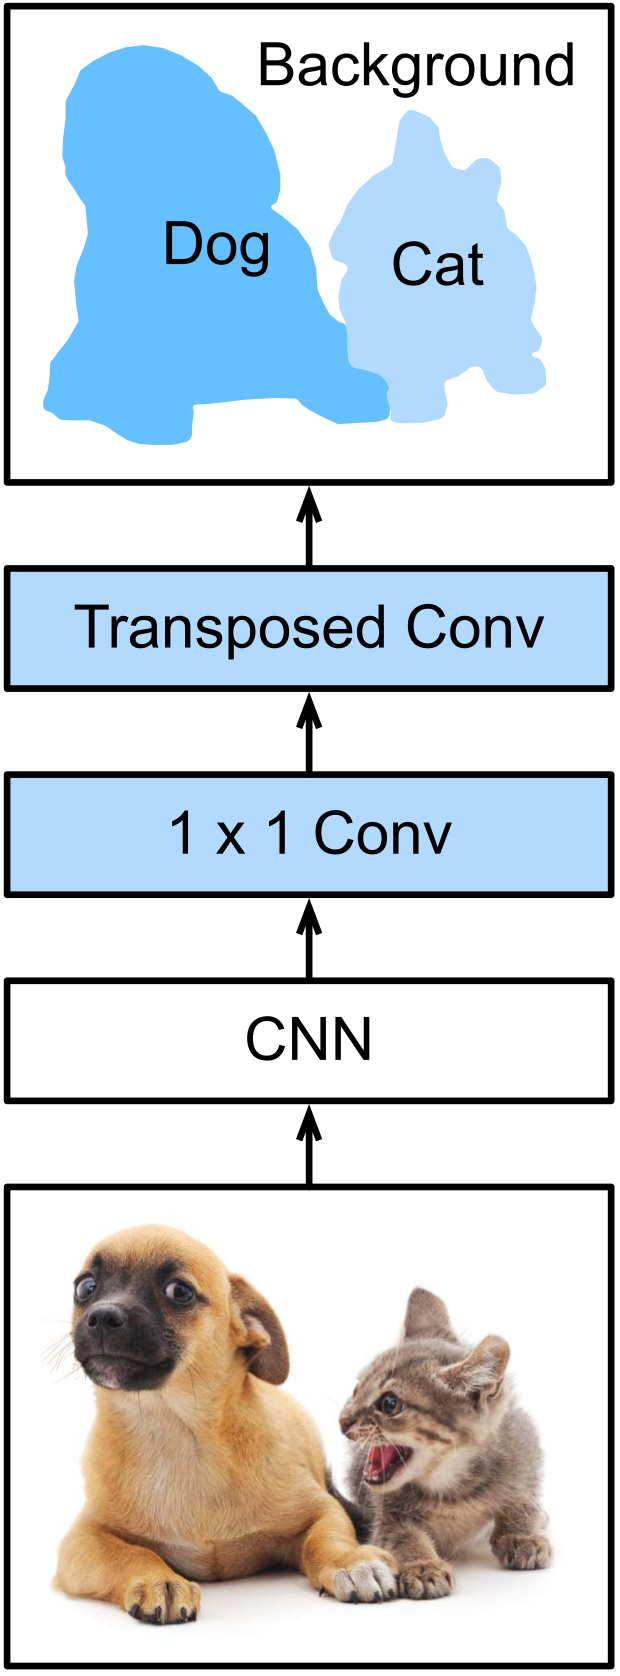 Background
Dog
Cat
Transposed Conv
1 x 1 Conv
CNN